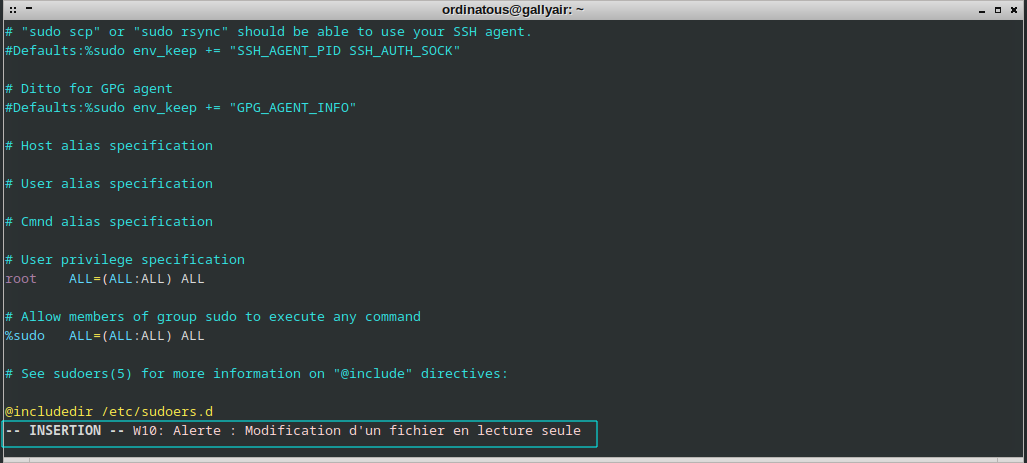 ordinatous@gallyair: ~
# "sudo scp" or "sudo rsync" should be able to use your SSH agent.
#Defaults:%sudo env_keep += "SSH_AGENT_PID SSH_AUTH_SOCK"
# Ditto for GPG agent
#Defaults:%sudo env_keep += "GPG_AGENT_INFO"
# Host alias specification
# User alias specification
# Cmnd alias specification
# User privilege specification
root    ALL=(ALL:ALL) ALL
# Allow members of group sudo to execute any command
%sudo   ALL=(ALL:ALL) ALL
# See sudoers(5) for more information on "@include" directives:
@includedir /etc/sudoers.d
-- INSERTION -- W10: Alerte : Modification d'un fichier en lecture seule